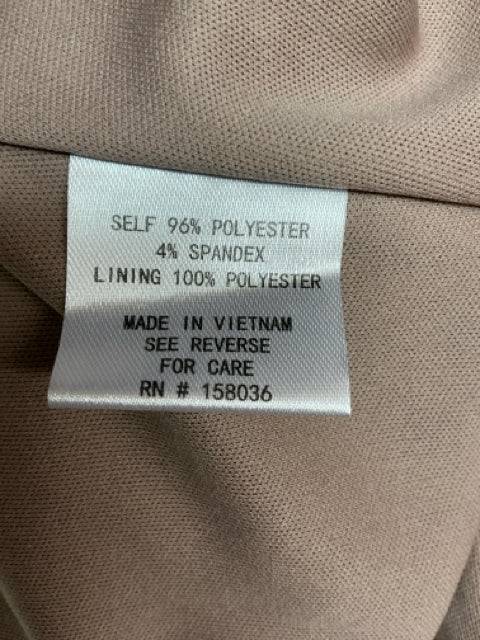 SELF 96% POLYESTER
4% SPANDEX
LINING 100% POLYESTER
MADE IN VIETNAM
SEE REVERSE
FOR CARE
RN # 158036